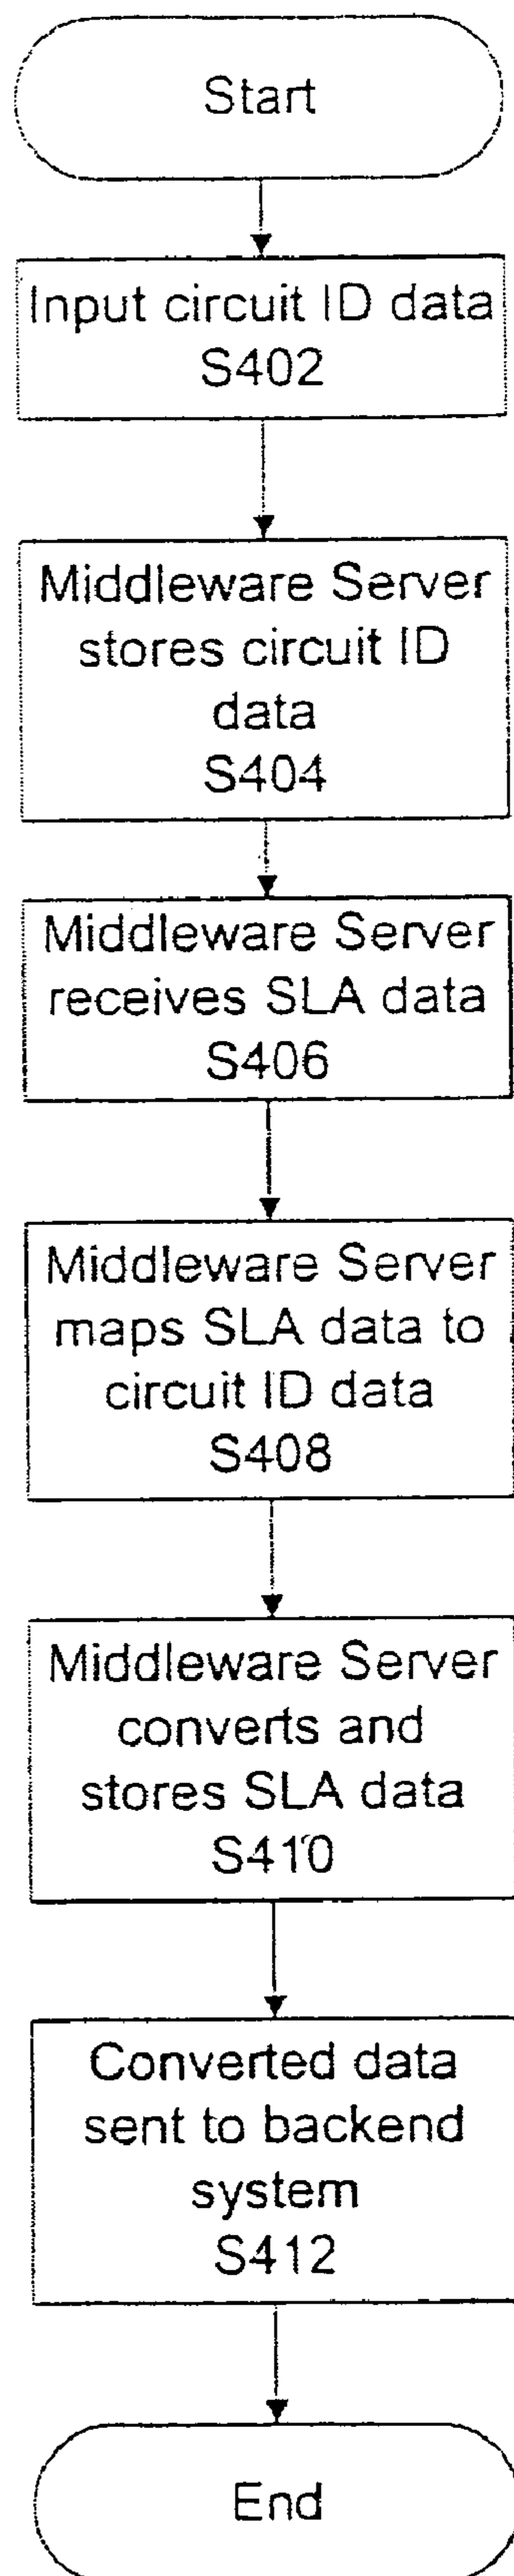 Start
Input circuit ID data
S402
Middleware Server
stores circuit ID
data
S404
Middleware Server
receives SLA data
S406
Middleware Server
maps SLA data to
circuit ID data
S408
Middleware Server
converts and
stores SLA data
S410
Converted data
sent to backend
system
S412
End